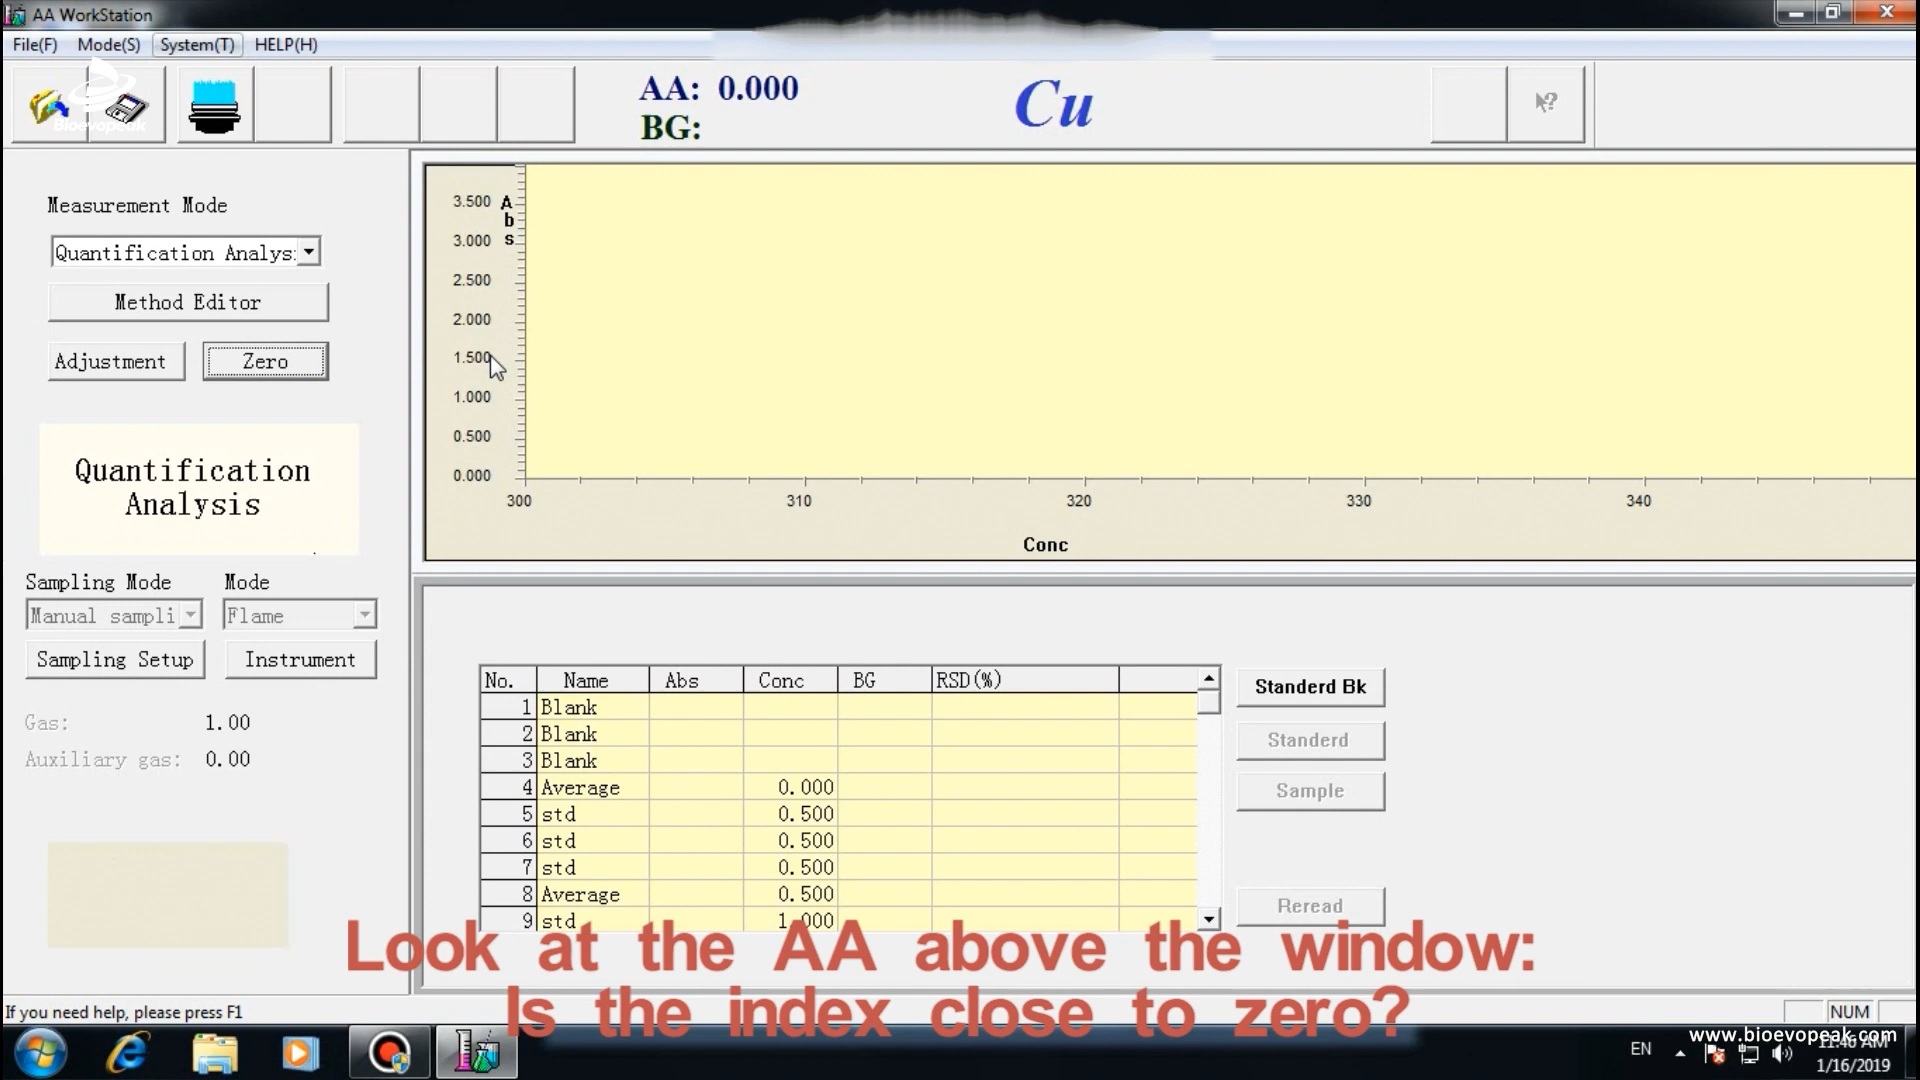 AA WorkStation
File(F) Mode(S) System(T) HELP(H)
Bioevopeak
AA: 0.000
BG:
Cu
Measurement Mode
Quantification Analys
Method Editor
Adjustment Zero
Quantification
Analysis
Sampling Mode Mode
Manual sampli Flame
Sampling Setup Instrument
Gas: 1.00
Auxiliary gas: 0.00
Abs
3.500
3.000
2.500
2.000
1.500
1.000
0.500
0.000
300 310 320 330 340
Conc
No. Name Abs Conc BG RSD(%)
1 Blank
2 Blank
3 Blank
4 Average 0.000
5 std 0.500
6 std 0.500
7 std 0.500
8 Average 0.500
9 std 1.000
Standerd Bk
Standerd
Sample
Reread
Look at the AA above the window:
Is the index close to zero?
If you need help, please press F1
NUM
www.bioevopeak.com
EN
11:46 AM
1/16/2019